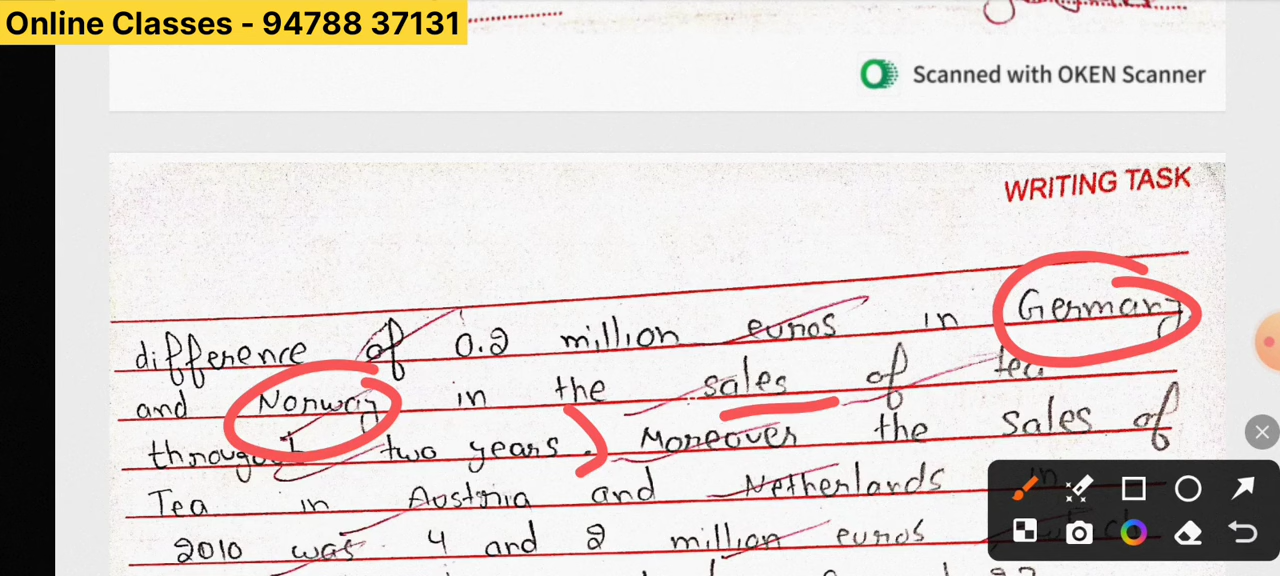 Online Classes - 94788 37131
Scanned with OKEN Scanner
WRITING TASK
difference of 0.2 million euros in Germany
and Norway in the sales of tea
througout two years. Moreover the sales of
Tea in Austria and Netherlands in
2010 was 4 and 2 million euros